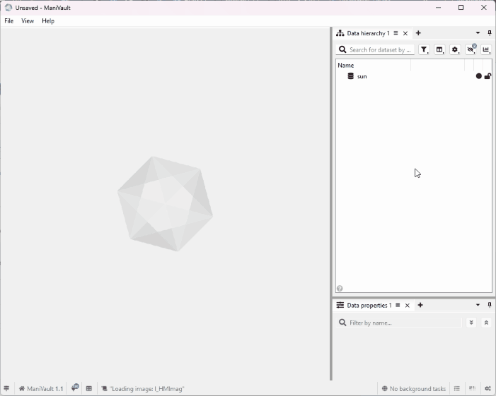 Unsaved - ManiVault
File View Help
Data hierarchy 1
Search for dataset by ...
Name
sun
Data properties 1
Filter by name...
ManiVault 1.1
"Loading image: I_HMImag"
No background tasks